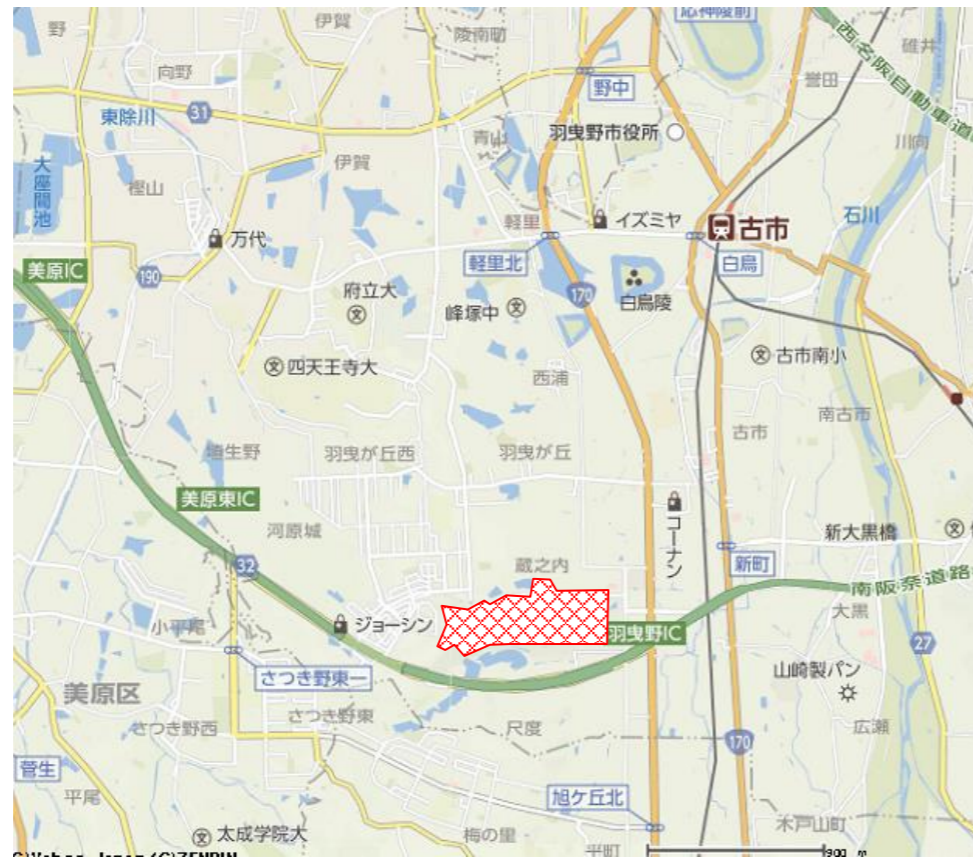 応神陵前
野
伊賀
陵南町
碓井
西名阪自動車道
向野
野中
誉田
31
東除川
青山
羽曳野市役所
川向
伊賀
大座間池
樫山
軽里
イズミヤ
石川
万代
古市
軽里北
白鳥
美原IC
190
府立大
170
白鳥陵
峰塚中
文
文
文 四天王寺大
文 古市南小
西浦
南古市
埴生野
羽曳が丘西
羽曳が丘
古市
美原東IC
コーナン
河原城
新大黒橋
文
32
蔵之内
新町
南阪奈道路
大黒
小平尾
ジョーシン
羽曳野IC
27
さつき野東一
山崎製パン
美原区
さつき野西
さつき野東
尺度
広瀬
170
菅生
平尾
旭ケ丘北
文 太成学院大
梅の里
木戸山町
平町